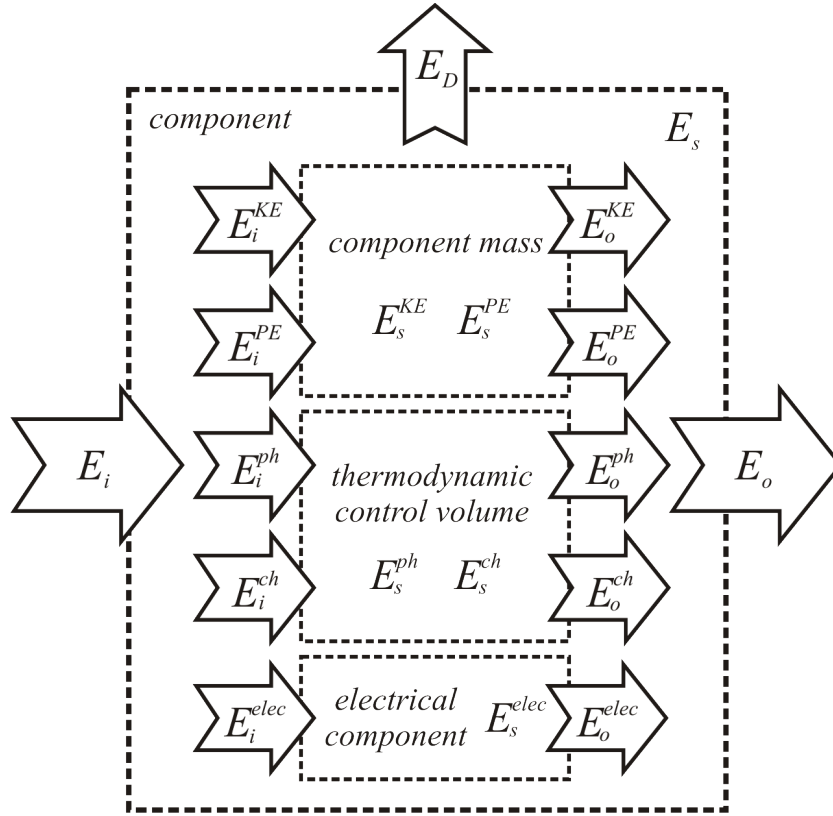 E_D
component
E_s
E_i^{KE}
component mass
E_o^{KE}
E_s^{KE} E_s^{PE}
E_i^{PE}
E_o^{PE}
E_i
E_i^{ph}
thermodynamic
control volume
E_o^{ph}
E_o
E_s^{ph} E_s^{ch}
E_i^{ch}
E_o^{ch}
E_i^{elec}
electrical
component
E_s^{elec}
E_o^{elec}